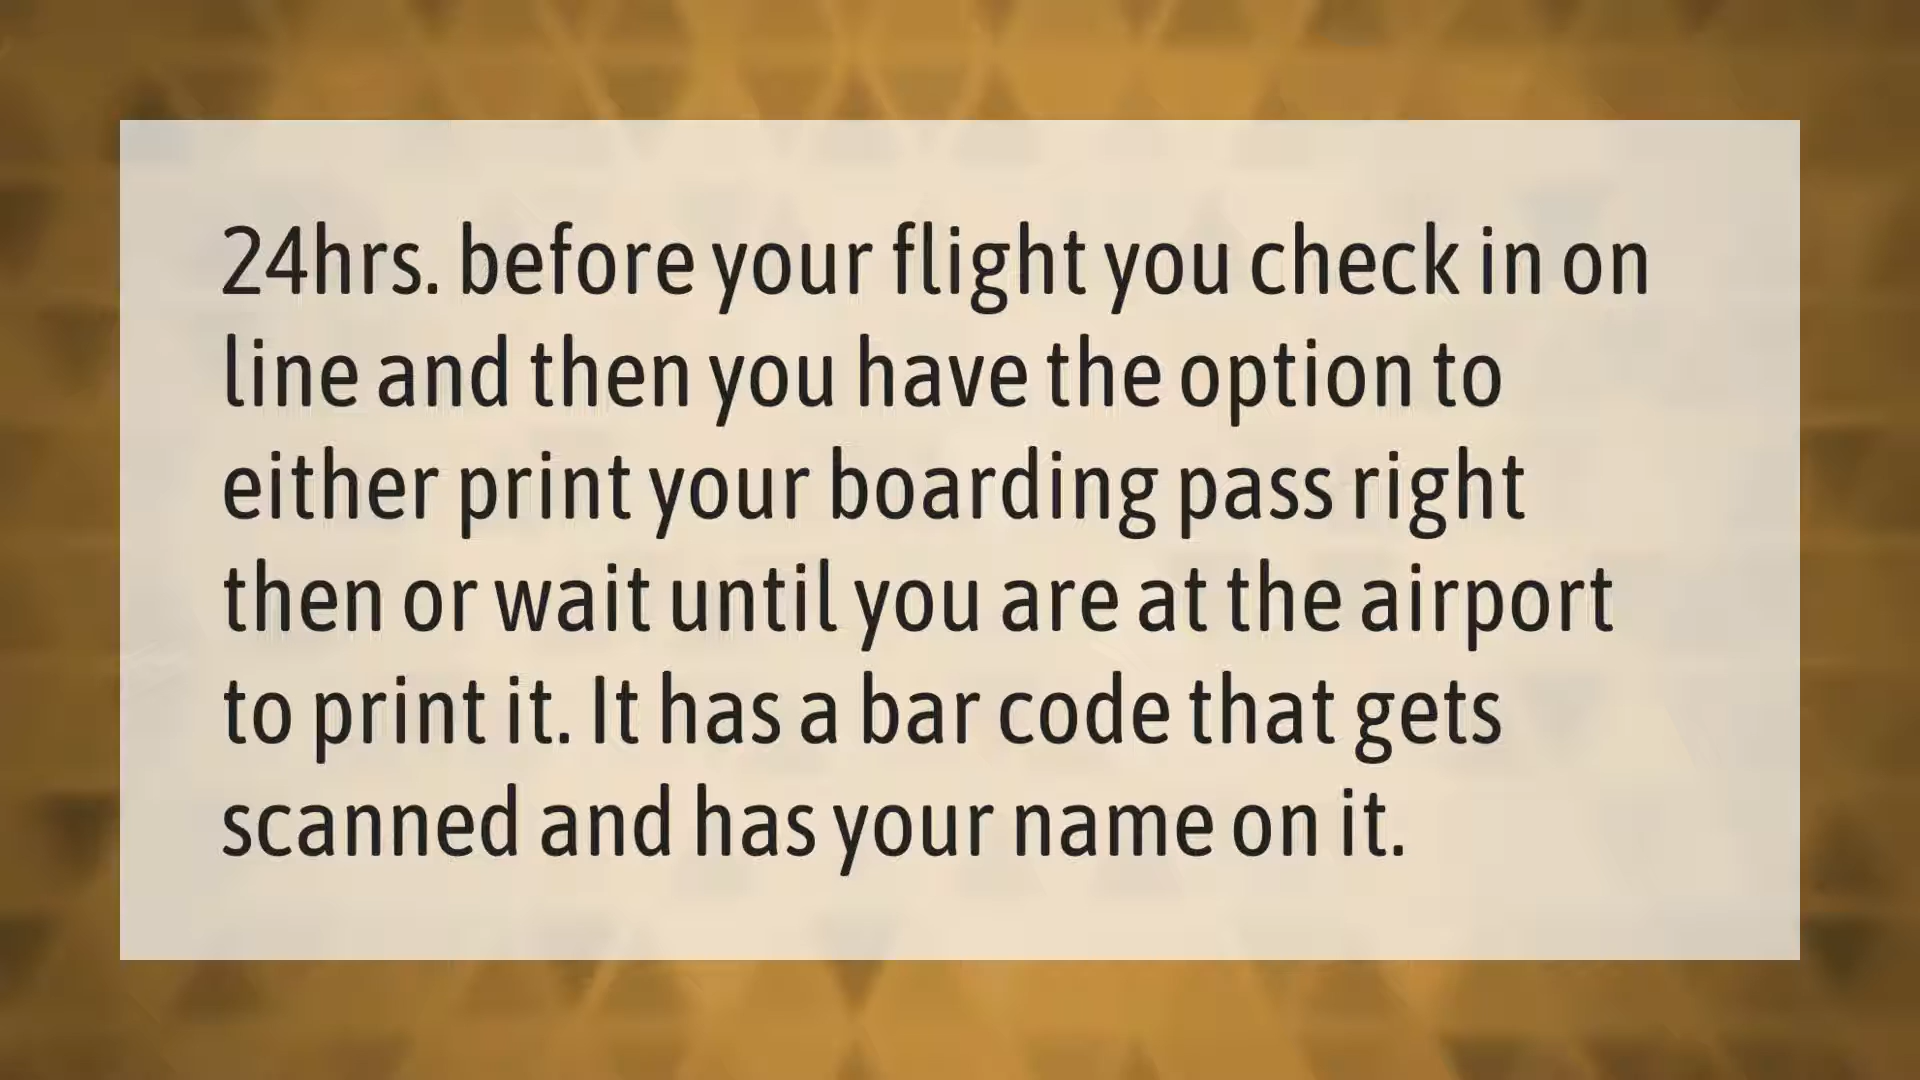 24hrs. before your flight you check in on
line and then you have the option to
either print your boarding pass right
then or wait until you are at the airport
to print it. It has a bar code that gets
scanned and has your name on it.